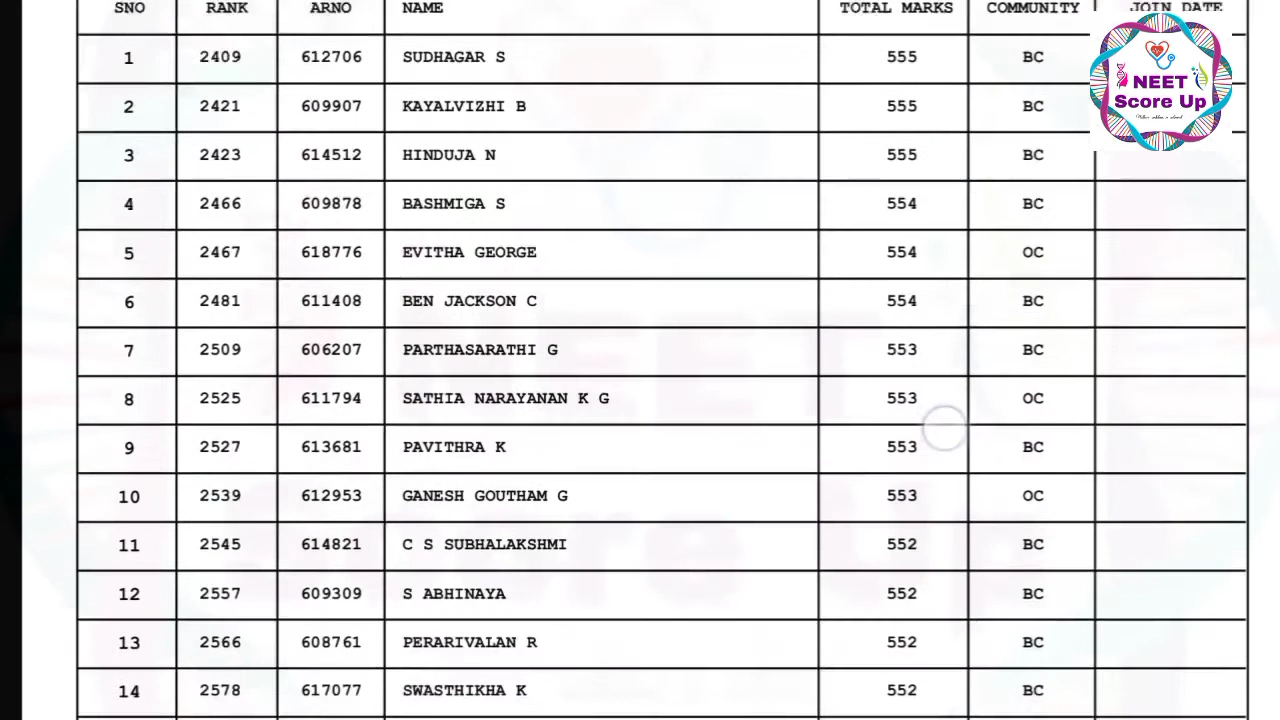 SNO RANK ARNO NAME TOTAL MARKS COMMUNITY JOIN DATE
1 2409 612706 SUDHAGAR S 555 BC
2 2421 609907 KAYALVIZHI B 555 BC
3 2423 614512 HINDUJA N 555 BC
4 2466 609878 BASHMIGA S 554 BC
5 2467 618776 EVITHA GEORGE 554 OC
6 2481 611408 BEN JACKSON C 554 BC
7 2509 606207 PARTHASARATHI G 553 BC
8 2525 611794 SATHIA NARAYANAN K G 553 OC
9 2527 613681 PAVITHRA K 553 BC
10 2539 612953 GANESH GOUTHAM G 553 OC
11 2545 614821 C S SUBHALAKSHMI 552 BC
12 2557 609309 S ABHINAYA 552 BC
13 2566 608761 PERARIVALAN R 552 BC
14 2578 617077 SWASTHIKHA K 552 BC
NEET
Score Up
NEET
Score Up